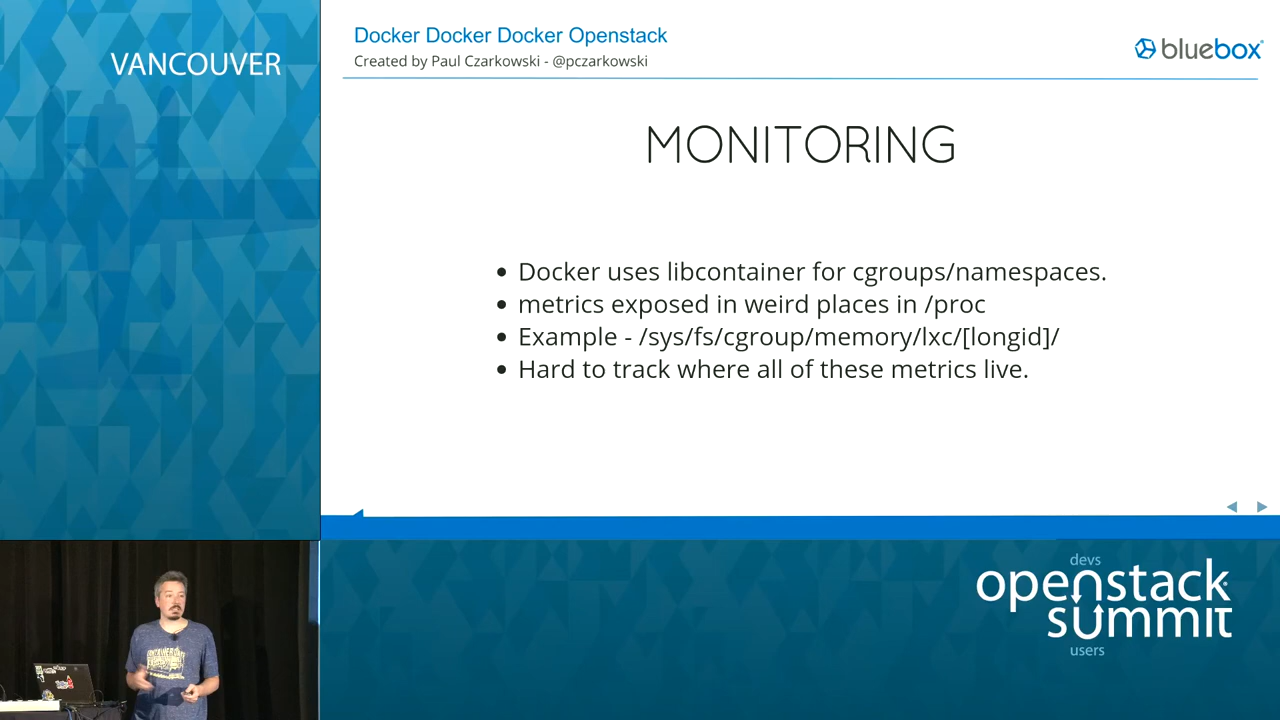 VANCOUVER
Docker Docker Docker Openstack
Created by Paul Czarkowski - @pczarkowski
bluebox
MONITORING
• Docker uses libcontainer for cgroups/namespaces.
• metrics exposed in weird places in /proc
• Example - /sys/fs/cgroup/memory/lxc/[longid]/
• Hard to track where all of these metrics live.
devs
openstack
summit
users